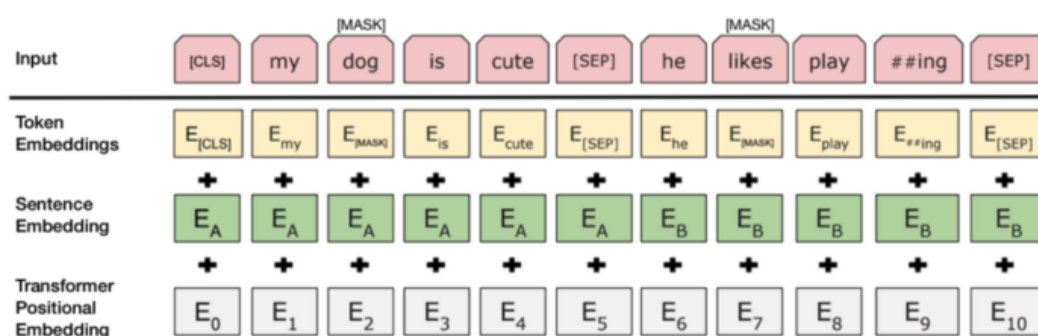 [MASK] [MASK]
Input [CLS] my dog is cute [SEP] he likes play ##ing [SEP]
Token
Embeddings E[CLS] Emy E[MASK] Eis Ecute E[SEP] Ehe E[MASK] Eplay E##ing E[SEP]
+ + + + + + + + + + +
Sentence
Embedding EA EA EA EA EA EA EB EB EB EB EB
+ + + + + + + + + + +
Transformer
Positional
Embedding E0 E1 E2 E3 E4 E5 E6 E7 E8 E9 E10